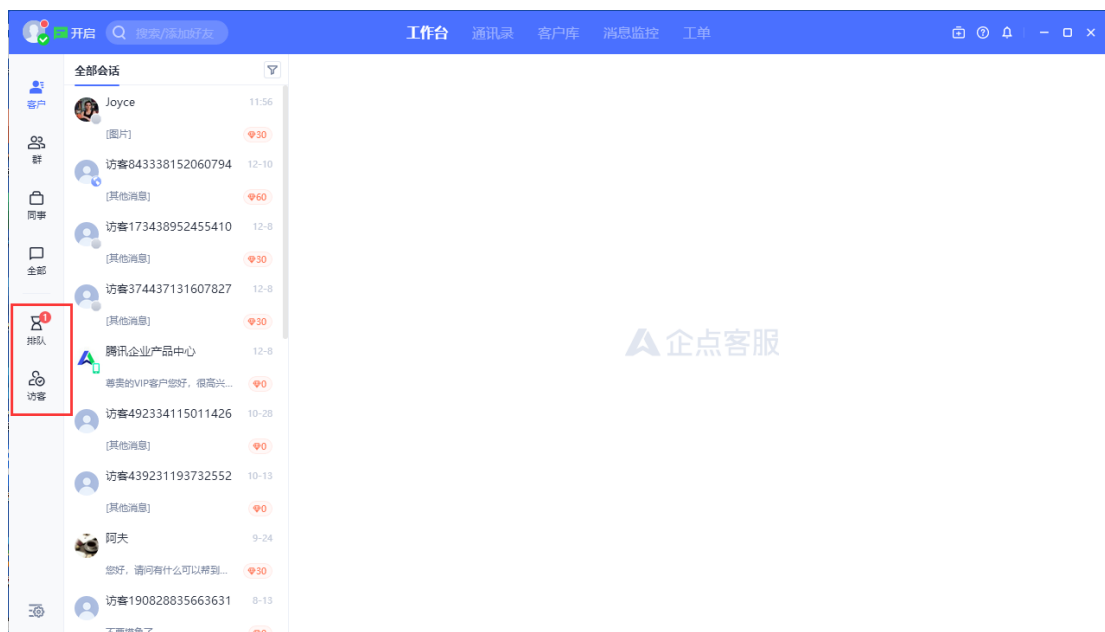 开启 搜索/添加好友 工作台 通讯录 客户库 消息监控 工单
客户
群
同事
全部
1
排队
访客
全部会话
Joyce 11:56
[图片] 30
访客843338152060794 12-10
[其他消息] 60
访客173438952455410 12-8
[其他消息] 30
访客374437131607827 12-8
[其他消息] 30
腾讯企业产品中心 12-8
尊贵的VIP客户您好，很高兴... 0
访客492334115011426 10-28
[其他消息] 0
访客439231193732552 10-13
[其他消息] 0
阿夫 9-24
您好，请问有什么可以帮到... 30
访客190828835663631 8-13
企点客服